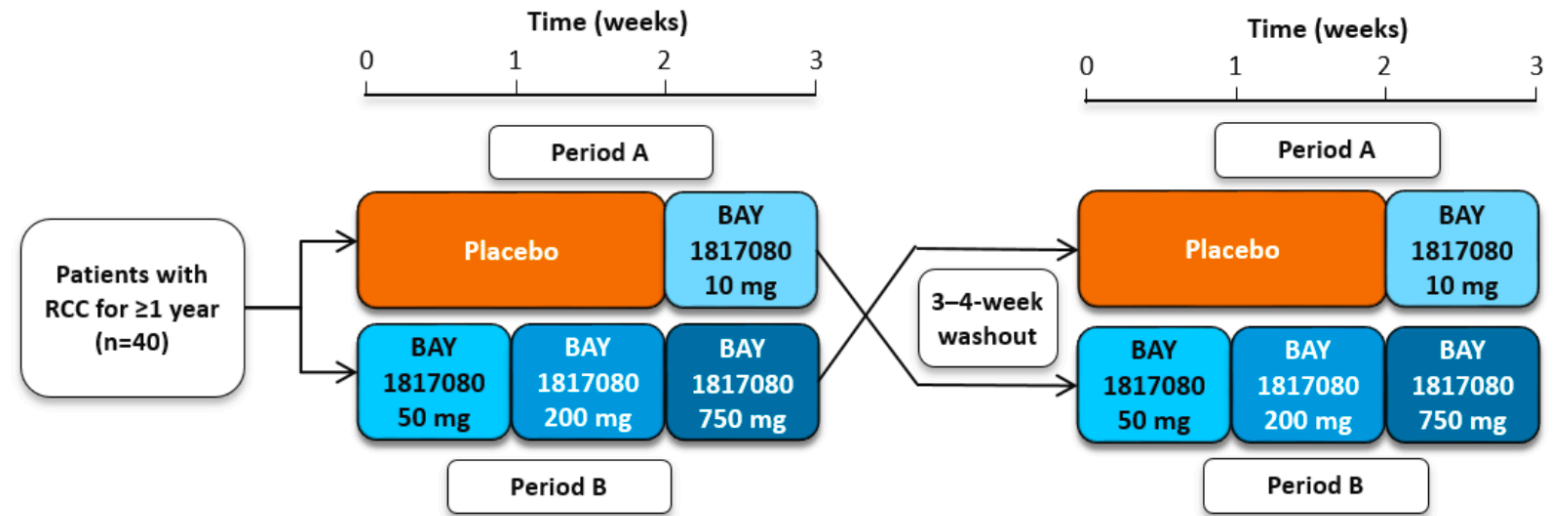 Time (weeks)
0 1 2 3
Period A
Patients with
RCC for ≥1 year
(n=40)
Placebo
BAY
1817080
10 mg
BAY
1817080
50 mg
BAY
1817080
200 mg
BAY
1817080
750 mg
Period B
3–4-week
washout
Time (weeks)
0 1 2 3
Period A
Placebo
BAY
1817080
10 mg
BAY
1817080
50 mg
BAY
1817080
200 mg
BAY
1817080
750 mg
Period B